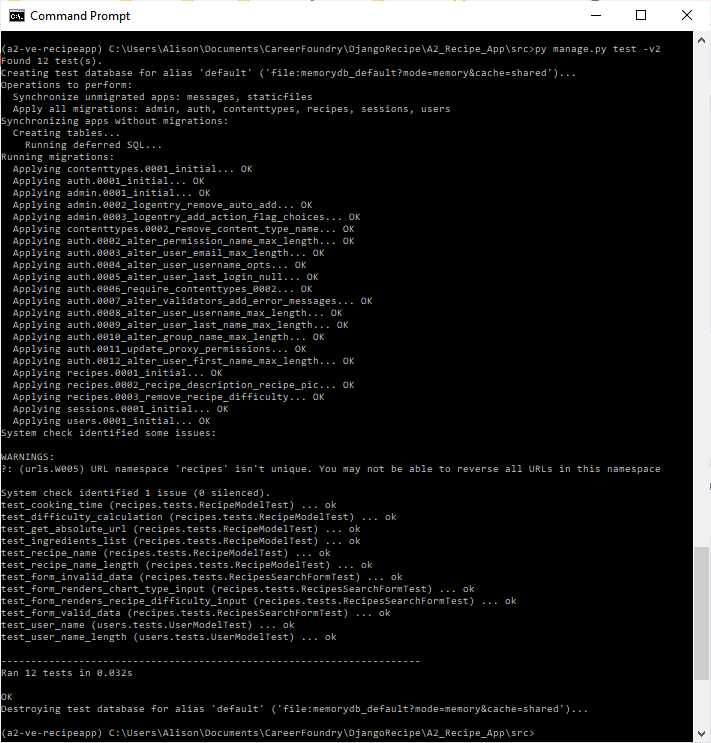 Command Prompt
(a2-ve-recipeapp) C:\Users\Alison\Documents\CareerFoundry\DjangoRecipe\A2_Recipe_App\src>py manage.py test -v2
Found 12 test(s).
Creating test database for alias 'default' ('file:memorydb_default?mode=memory&cache=shared')...
Operations to perform:
  Synchronize unmigrated apps: messages, staticfiles
  Apply all migrations: admin, auth, contenttypes, recipes, sessions, users
Synchronizing apps without migrations:
  Creating tables...
    Running deferred SQL...
Running migrations:
  Applying contenttypes.0001_initial... OK
  Applying auth.0001_initial... OK
  Applying admin.0001_initial... OK
  Applying admin.0002_logentry_remove_auto_add... OK
  Applying admin.0003_logentry_add_action_flag_choices... OK
  Applying contenttypes.0002_remove_content_type_name... OK
  Applying auth.0002_alter_permission_name_max_length... OK
  Applying auth.0003_alter_user_email_max_length... OK
  Applying auth.0004_alter_user_username_opts... OK
  Applying auth.0005_alter_user_last_login_null... OK
  Applying auth.0006_require_contenttypes_0002... OK
  Applying auth.0007_alter_validators_add_error_messages... OK
  Applying auth.0008_alter_user_username_max_length... OK
  Applying auth.0009_alter_user_last_name_max_length... OK
  Applying auth.0010_alter_group_name_max_length... OK
  Applying auth.0011_update_proxy_permissions... OK
  Applying auth.0012_alter_user_first_name_max_length... OK
  Applying recipes.0001_initial... OK
  Applying recipes.0002_recipe_description_recipe_pic... OK
  Applying recipes.0003_remove_recipe_difficulty... OK
  Applying sessions.0001_initial... OK
  Applying users.0001_initial... OK
System check identified some issues:
WARNINGS:
?: (urls.W005) URL namespace 'recipes' isn't unique. You may not be able to reverse all URLs in this namespace
System check identified 1 issue (0 silenced).
test_cooking_time (recipes.tests.RecipeModelTest) ... ok
test_difficulty_calculation (recipes.tests.RecipeModelTest) ... ok
test_get_absolute_url (recipes.tests.RecipeModelTest) ... ok
test_ingredients_list (recipes.tests.RecipeModelTest) ... ok
test_recipe_name (recipes.tests.RecipeModelTest) ... ok
test_recipe_name_length (recipes.tests.RecipeModelTest) ... ok
test_form_invalid_data (recipes.tests.RecipesSearchFormTest) ... ok
test_form_renders_chart_type_input (recipes.tests.RecipesSearchFormTest) ... ok
test_form_renders_recipe_difficulty_input (recipes.tests.RecipesSearchFormTest) ... ok
test_form_valid_data (recipes.tests.RecipesSearchFormTest) ... ok
test_user_name (users.tests.UserModelTest) ... ok
test_user_name_length (users.tests.UserModelTest) ... ok
----------------------------------------------------------------------
Ran 12 tests in 0.032s
OK
Destroying test database for alias 'default' ('file:memorydb_default?mode=memory&cache=shared')...
(a2-ve-recipeapp) C:\Users\Alison\Documents\CareerFoundry\DjangoRecipe\A2_Recipe_App\src>